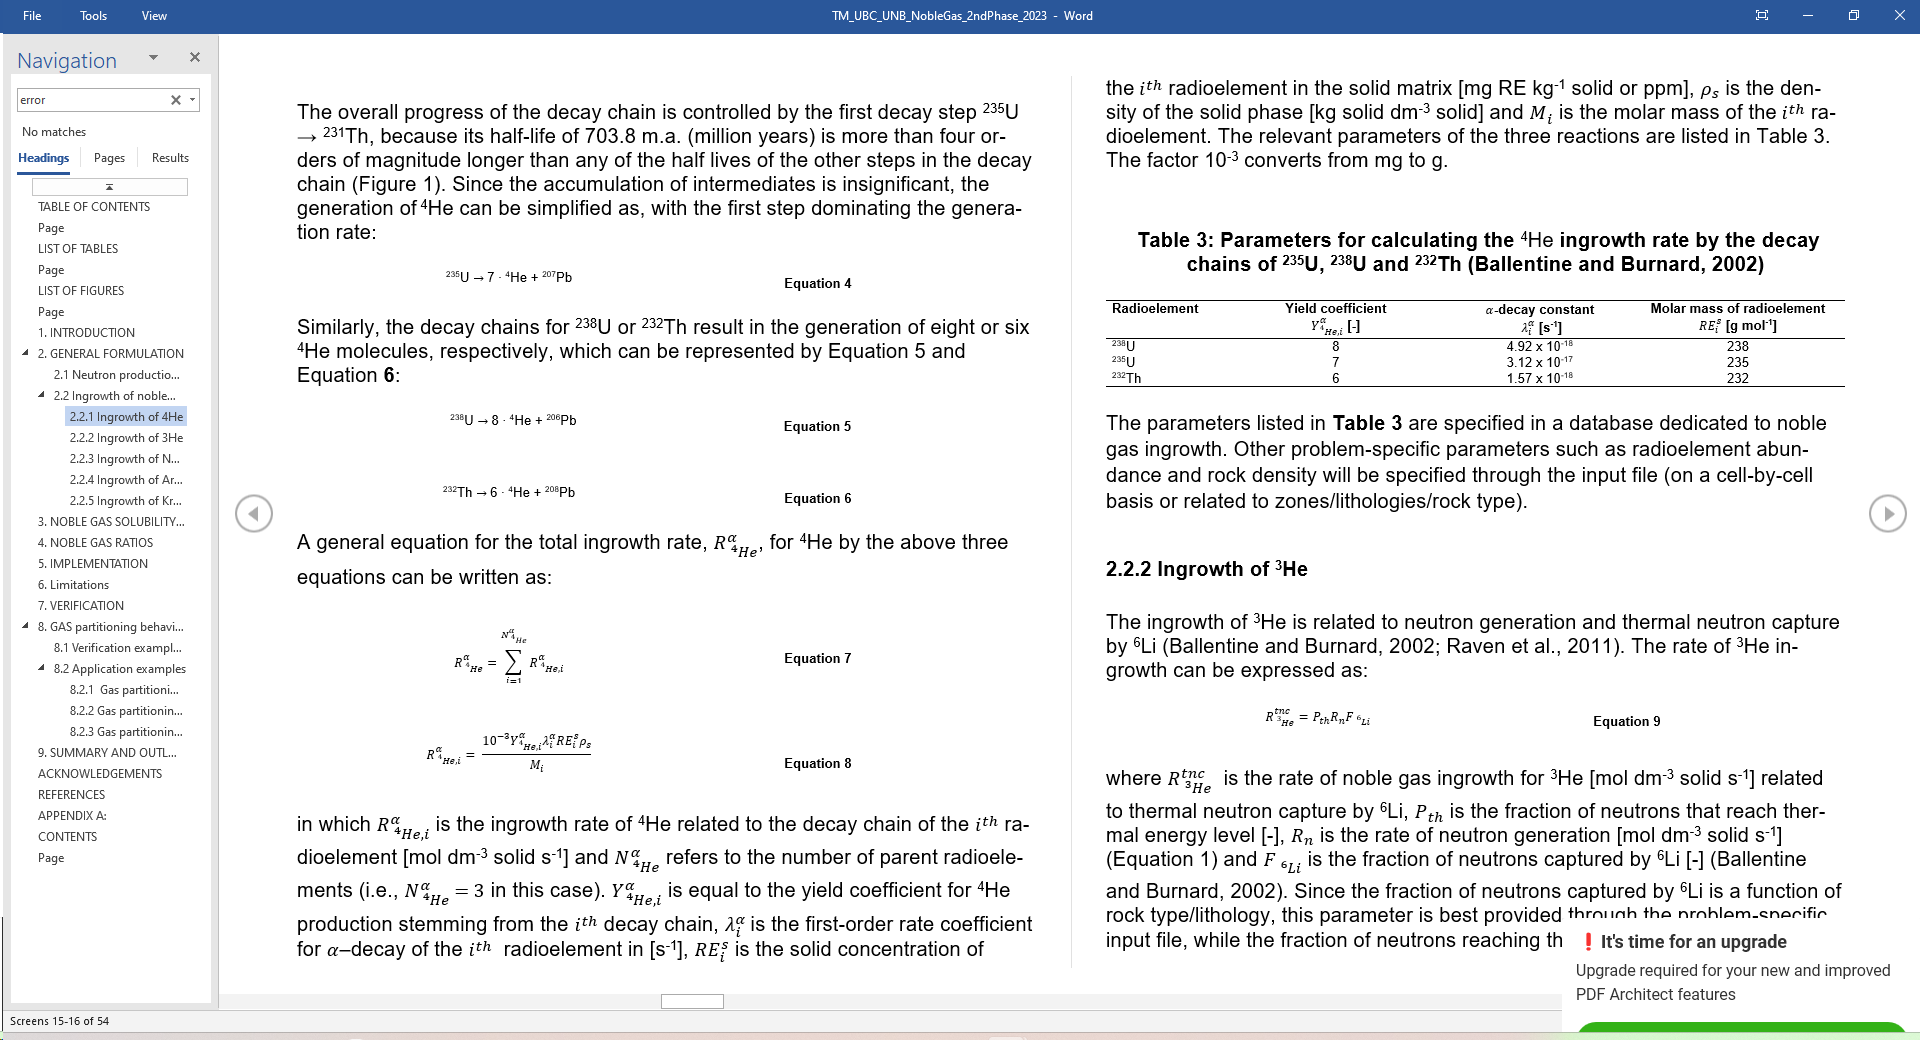 File Tools View TM_UBC_UNB_NobleGas_2ndPhase_2023 - Word
Navigation
error
No matches
Headings Pages Results
TABLE OF CONTENTS
Page
LIST OF TABLES
Page
LIST OF FIGURES
Page
1. INTRODUCTION
2. GENERAL FORMULATION
2.1 Neutron productio...
2.2 Ingrowth of noble...
2.2.1 Ingrowth of 4He
2.2.2 Ingrowth of 3He
2.2.3 Ingrowth of N...
2.2.4 Ingrowth of Ar...
2.2.5 Ingrowth of Kr...
3. NOBLE GAS SOLUBILITY...
4. NOBLE GAS RATIOS
5. IMPLEMENTATION
6. Limitations
7. VERIFICATION
8. GAS partitioning behavi...
8.1 Verification exampl...
8.2 Application examples
8.2.1 Gas partitioni...
8.2.2 Gas partitionin...
8.2.3 Gas partitionin...
9. SUMMARY AND OUTL...
ACKNOWLEDGEMENTS
REFERENCES
APPENDIX A:
CONTENTS
Page
Screens 15-16 of 54
The overall progress of the decay chain is controlled by the first decay step ²³⁵U
→ ²³¹Th, because its half-life of 703.8 m.a. (million years) is more than four or-
ders of magnitude longer than any of the half lives of the other steps in the decay
chain (Figure 1). Since the accumulation of intermediates is insignificant, the
generation of ⁴He can be simplified as, with the first step dominating the genera-
tion rate:
²³⁵U → 7 · ⁴He + ²⁰⁷Pb Equation 4
Similarly, the decay chains for ²³⁸U or ²³²Th result in the generation of eight or six
⁴He molecules, respectively, which can be represented by Equation 5 and
Equation 6:
²³⁸U → 8 · ⁴He + ²⁰⁶Pb Equation 5
²³²Th → 6 · ⁴He + ²⁰⁸Pb Equation 6
A general equation for the total ingrowth rate, R^α_⁴He, for ⁴He by the above three
equations can be written as:
R^α_⁴He = ∑_{i=1}^{N^α_⁴He} R^α_⁴He,i Equation 7
R^α_⁴He,i = 10⁻³Y^α_⁴He,i λ^α_i RE^s_i ρ_s / M_i Equation 8
in which R^α_⁴He,i is the ingrowth rate of ⁴He related to the decay chain of the i^th ra-
dioelement [mol dm⁻³ solid s⁻¹] and N^α_⁴He refers to the number of parent radioele-
ments (i.e., N^α_⁴He = 3 in this case). Y^α_⁴He,i is equal to the yield coefficient for ⁴He
production stemming from the i^th decay chain, λ^α_i is the first-order rate coefficient
for α–decay of the i^th radioelement in [s⁻¹], RE^s_i is the solid concentration of
the i^th radioelement in the solid matrix [mg RE kg⁻¹ solid or ppm], ρ_s is the den-
sity of the solid phase [kg solid dm⁻³ solid] and M_i is the molar mass of the i^th ra-
dioelement. The relevant parameters of the three reactions are listed in Table 3.
The factor 10⁻³ converts from mg to g.
Table 3: Parameters for calculating the ⁴He ingrowth rate by the decay
chains of ²³⁵U, ²³⁸U and ²³²Th (Ballentine and Burnard, 2002)
Radioelement Yield coefficient α-decay constant Molar mass of radioelement
Y^α_⁴He,i [-] λ^α_i [s⁻¹] RE^s_i [g mol⁻¹]
²³⁸U 8 4.92 x 10⁻¹⁸ 238
²³⁵U 7 3.12 x 10⁻¹⁷ 235
²³²Th 6 1.57 x 10⁻¹⁸ 232
The parameters listed in Table 3 are specified in a database dedicated to noble
gas ingrowth. Other problem-specific parameters such as radioelement abun-
dance and rock density will be specified through the input file (on a cell-by-cell
basis or related to zones/lithologies/rock type).
2.2.2 Ingrowth of ³He
The ingrowth of ³He is related to neutron generation and thermal neutron capture
by ⁶Li (Ballentine and Burnard, 2002; Raven et al., 2011). The rate of ³He in-
growth can be expressed as:
R^tnc_³He = P_th R_n F_⁶Li Equation 9
where R^tnc_³He is the rate of noble gas ingrowth for ³He [mol dm⁻³ solid s⁻¹] related
to thermal neutron capture by ⁶Li, P_th is the fraction of neutrons that reach ther-
mal energy level [-], R_n is the rate of neutron generation [mol dm⁻³ solid s⁻¹]
(Equation 1) and F_⁶Li is the fraction of neutrons captured by ⁶Li [-] (Ballentine
and Burnard, 2002). Since the fraction of neutrons captured by ⁶Li is a function of
rock type/lithology, this parameter is best provided through the problem-specific
input file, while the fraction of neutrons reaching th
❗ It's time for an upgrade
Upgrade required for your new and improved
PDF Architect features